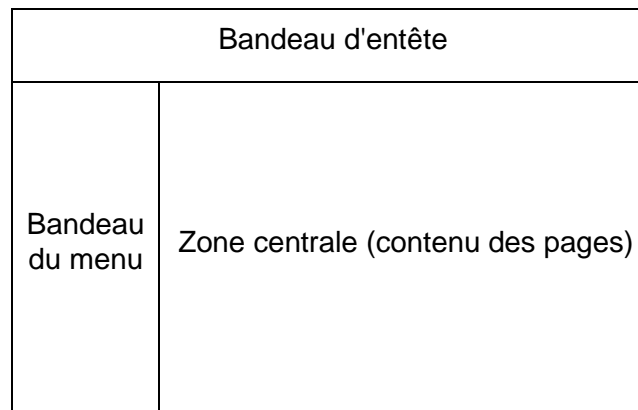 Bandeau d'entête
Bandeau
du menu
Zone centrale (contenu des pages)